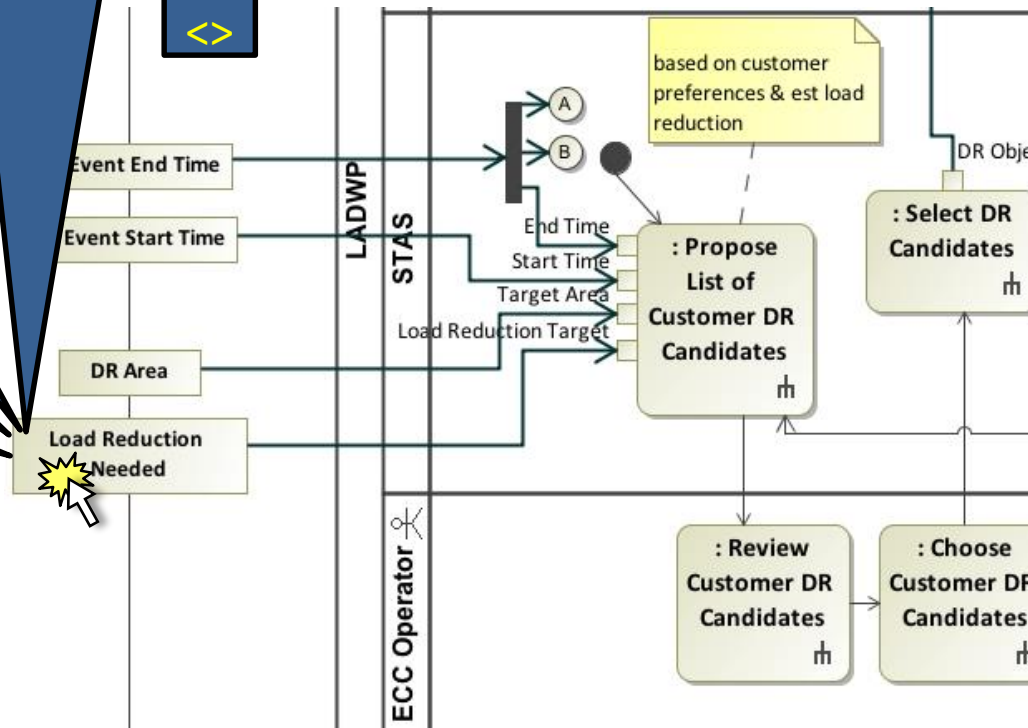 <>
based on customer
preferences & est load
reduction
A
B
Event End Time
Event Start Time
DR Area
Load Reduction
Needed
LADWP
STAS
End Time
Start Time
Target Area
Load Reduction Target
: Propose
List of
Customer DR
Candidates
DR Obje
: Select DR
Candidates
ECC Operator
: Review
Customer DR
Candidates
: Choose
Customer DR
Candidates